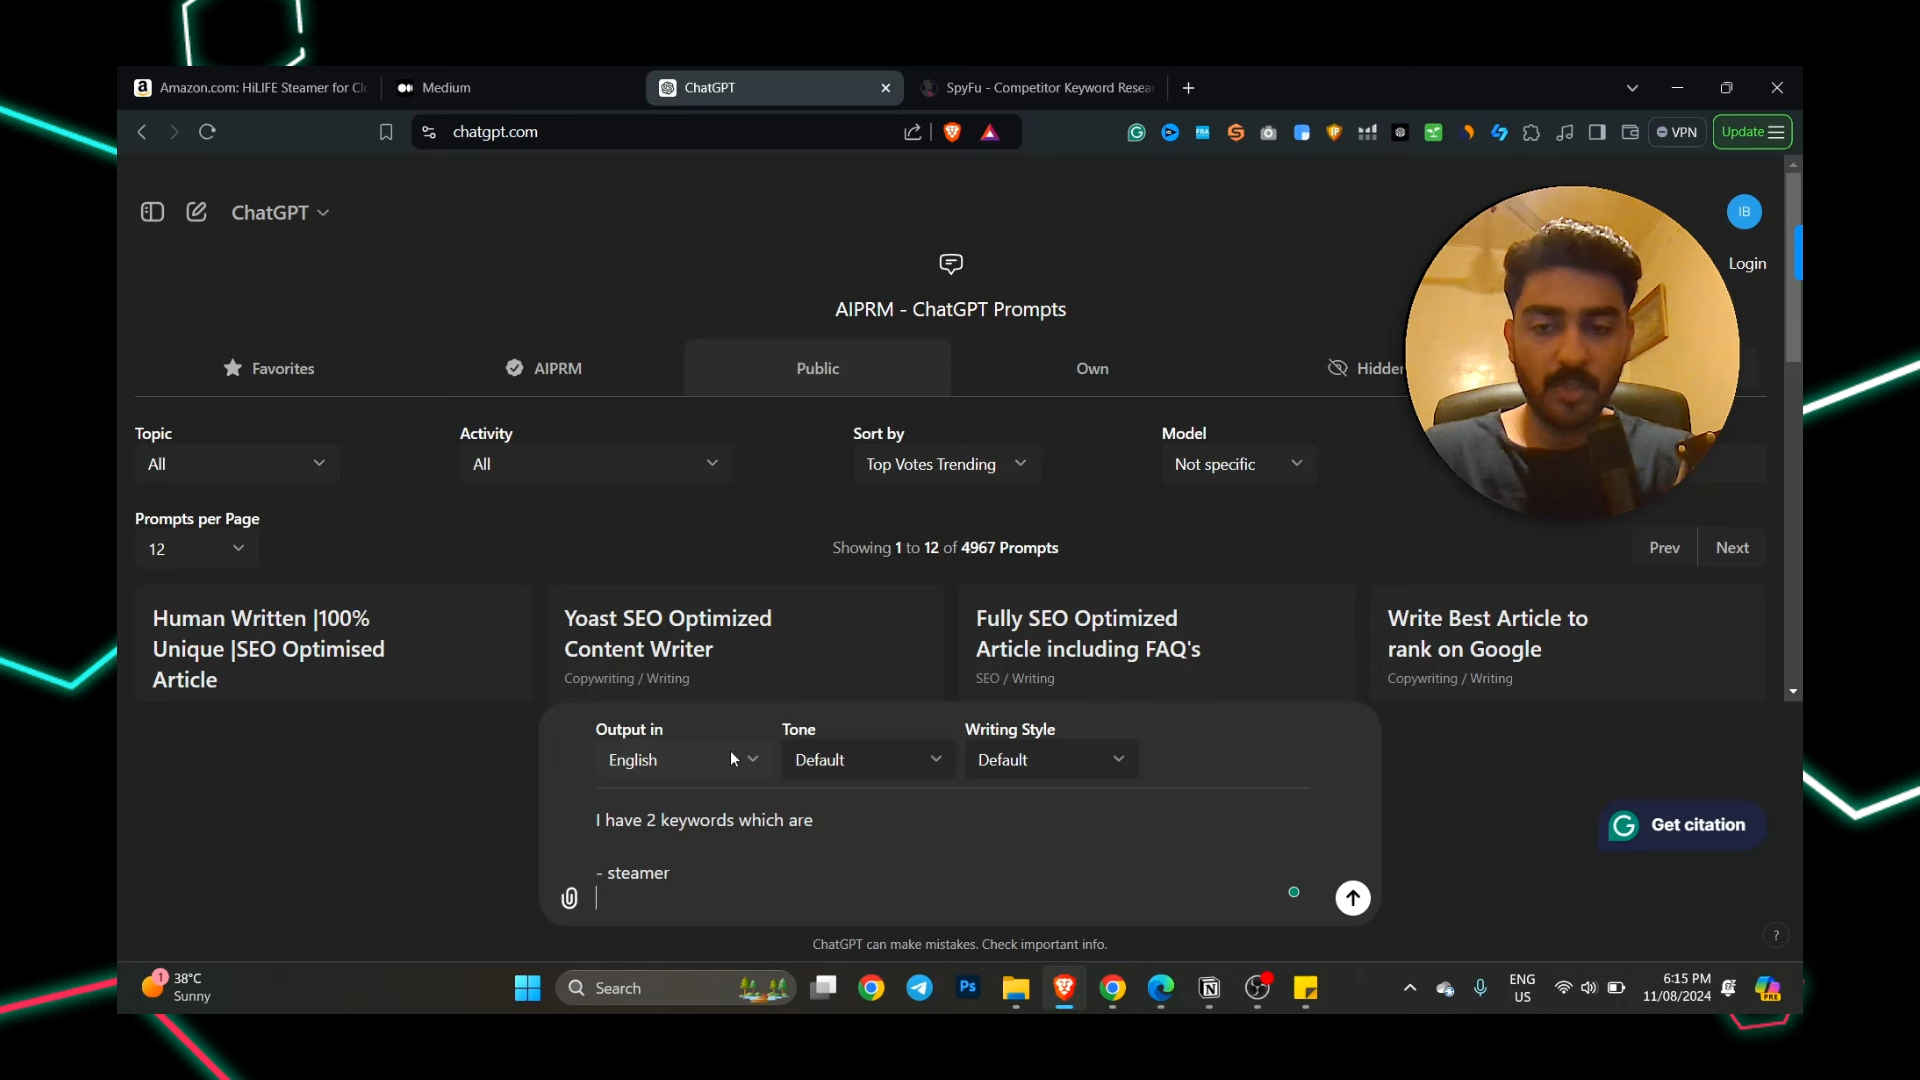 Amazon.com: HiLIFE Steamer for Clo
Medium
ChatGPT
SpyFu - Competitor Keyword Resea
chatgpt.com
VPN
Update
ChatGPT
IB
Login
AIPRM - ChatGPT Prompts
Favorites
AIPRM
Public
Own
Hidden
Topic
Activity
Sort by
Model
All
All
Top Votes Trending
Not specific
Prompts per Page
12
Showing 1 to 12 of 4967 Prompts
Prev
Next
Human Written |100%
Unique |SEO Optimised
Article
Yoast SEO Optimized
Content Writer
Copywriting / Writing
Fully SEO Optimized
Article including FAQ's
SEO / Writing
Write Best Article to
rank on Google
Copywriting / Writing
Output in
Tone
Writing Style
English
Default
Default
I have 2 keywords which are
- steamer
Get citation
ChatGPT can make mistakes. Check important info.
?
1
38°C
Sunny
Search
Ps
ENG
US
6:15 PM
11/08/2024
PRE